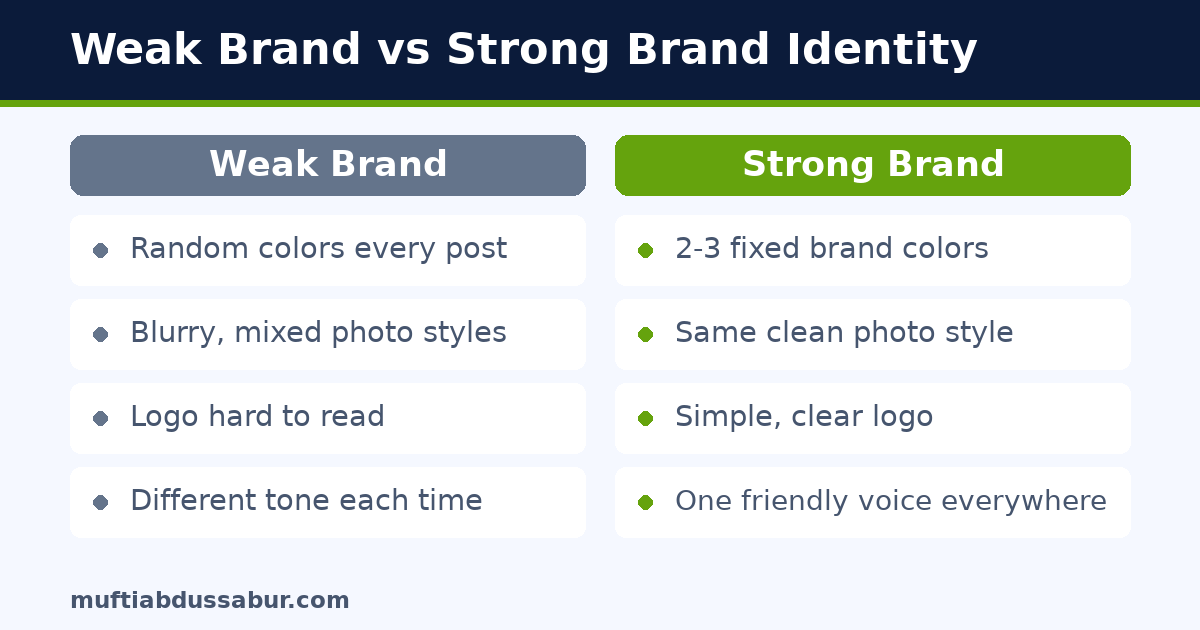 Weak Brand vs Strong Brand Identity
Weak Brand
Random colors every post
Blurry, mixed photo styles
Logo hard to read
Different tone each time
Strong Brand
2-3 fixed brand colors
Same clean photo style
Simple, clear logo
One friendly voice everywhere
muftiabdussabur.com